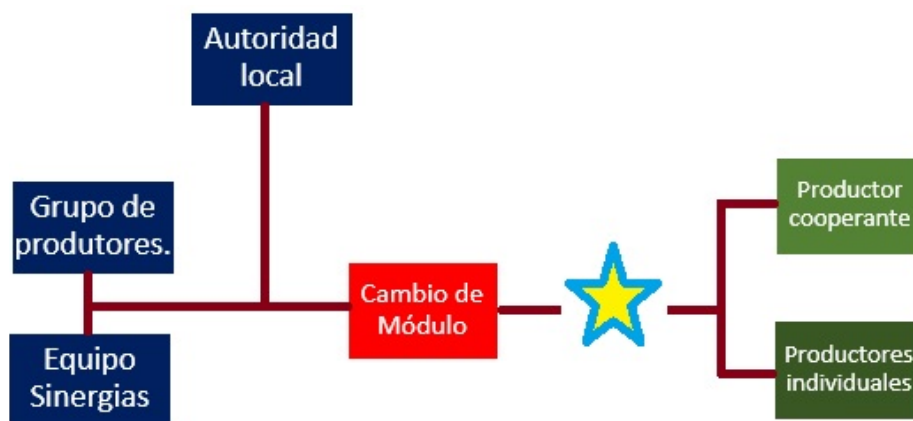 Autoridad
local
Grupo de
produtores.
Equipo
Sinergias
Cambio de
Módulo
Productor
cooperante
Productores
individuales